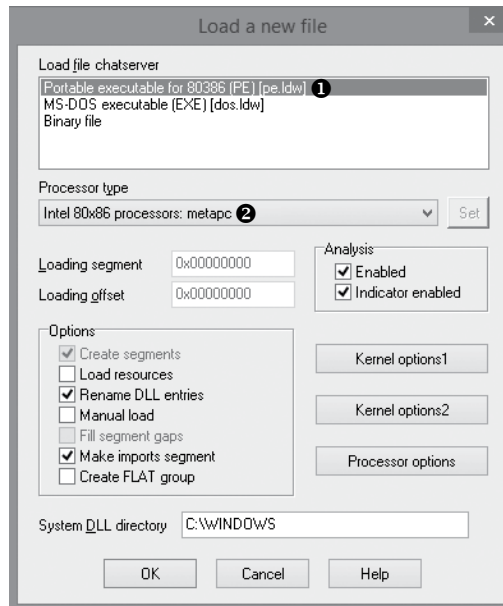 Load a new file
×
Load file chatserver
Portable executable for 80386 (PE) [pe.ldw] ❶
MS-DOS executable (EXE) [dos.ldw]
Binary file
Processor type
Intel 80x86 processors: metapc ❷
Set
Loading segment 0x00000000
Loading offset 0x00000000
Analysis
Enabled
Indicator enabled
Options
Create segments
Load resources
Rename DLL entries
Manual load
Fill segment gaps
Make imports segment
Create FLAT group
Kernel options1
Kernel options2
Processor options
System DLL directory C:\WINDOWS
OK Cancel Help